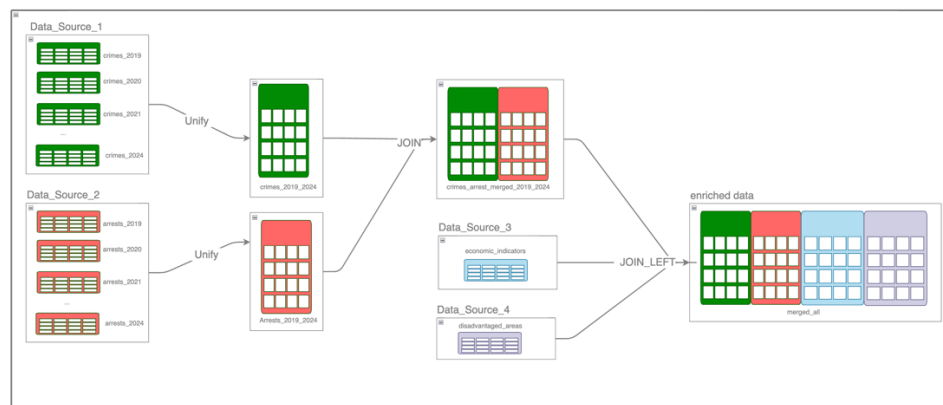 Data_Source_1
crimes_2019
crimes_2020
crimes_2021
...
crimes_2024
Unify
crimes_2019_2024
Data_Source_2
arrests_2019
arrests_2020
arrests_2021
...
arrests_2024
Unify
Arrests_2019_2024
JOIN
crimes_arrest_merged_2019_2024
Data_Source_3
economic_indicators
Data_Source_4
disadvantaged_areas
JOIN_LEFT
enriched data
merged_all